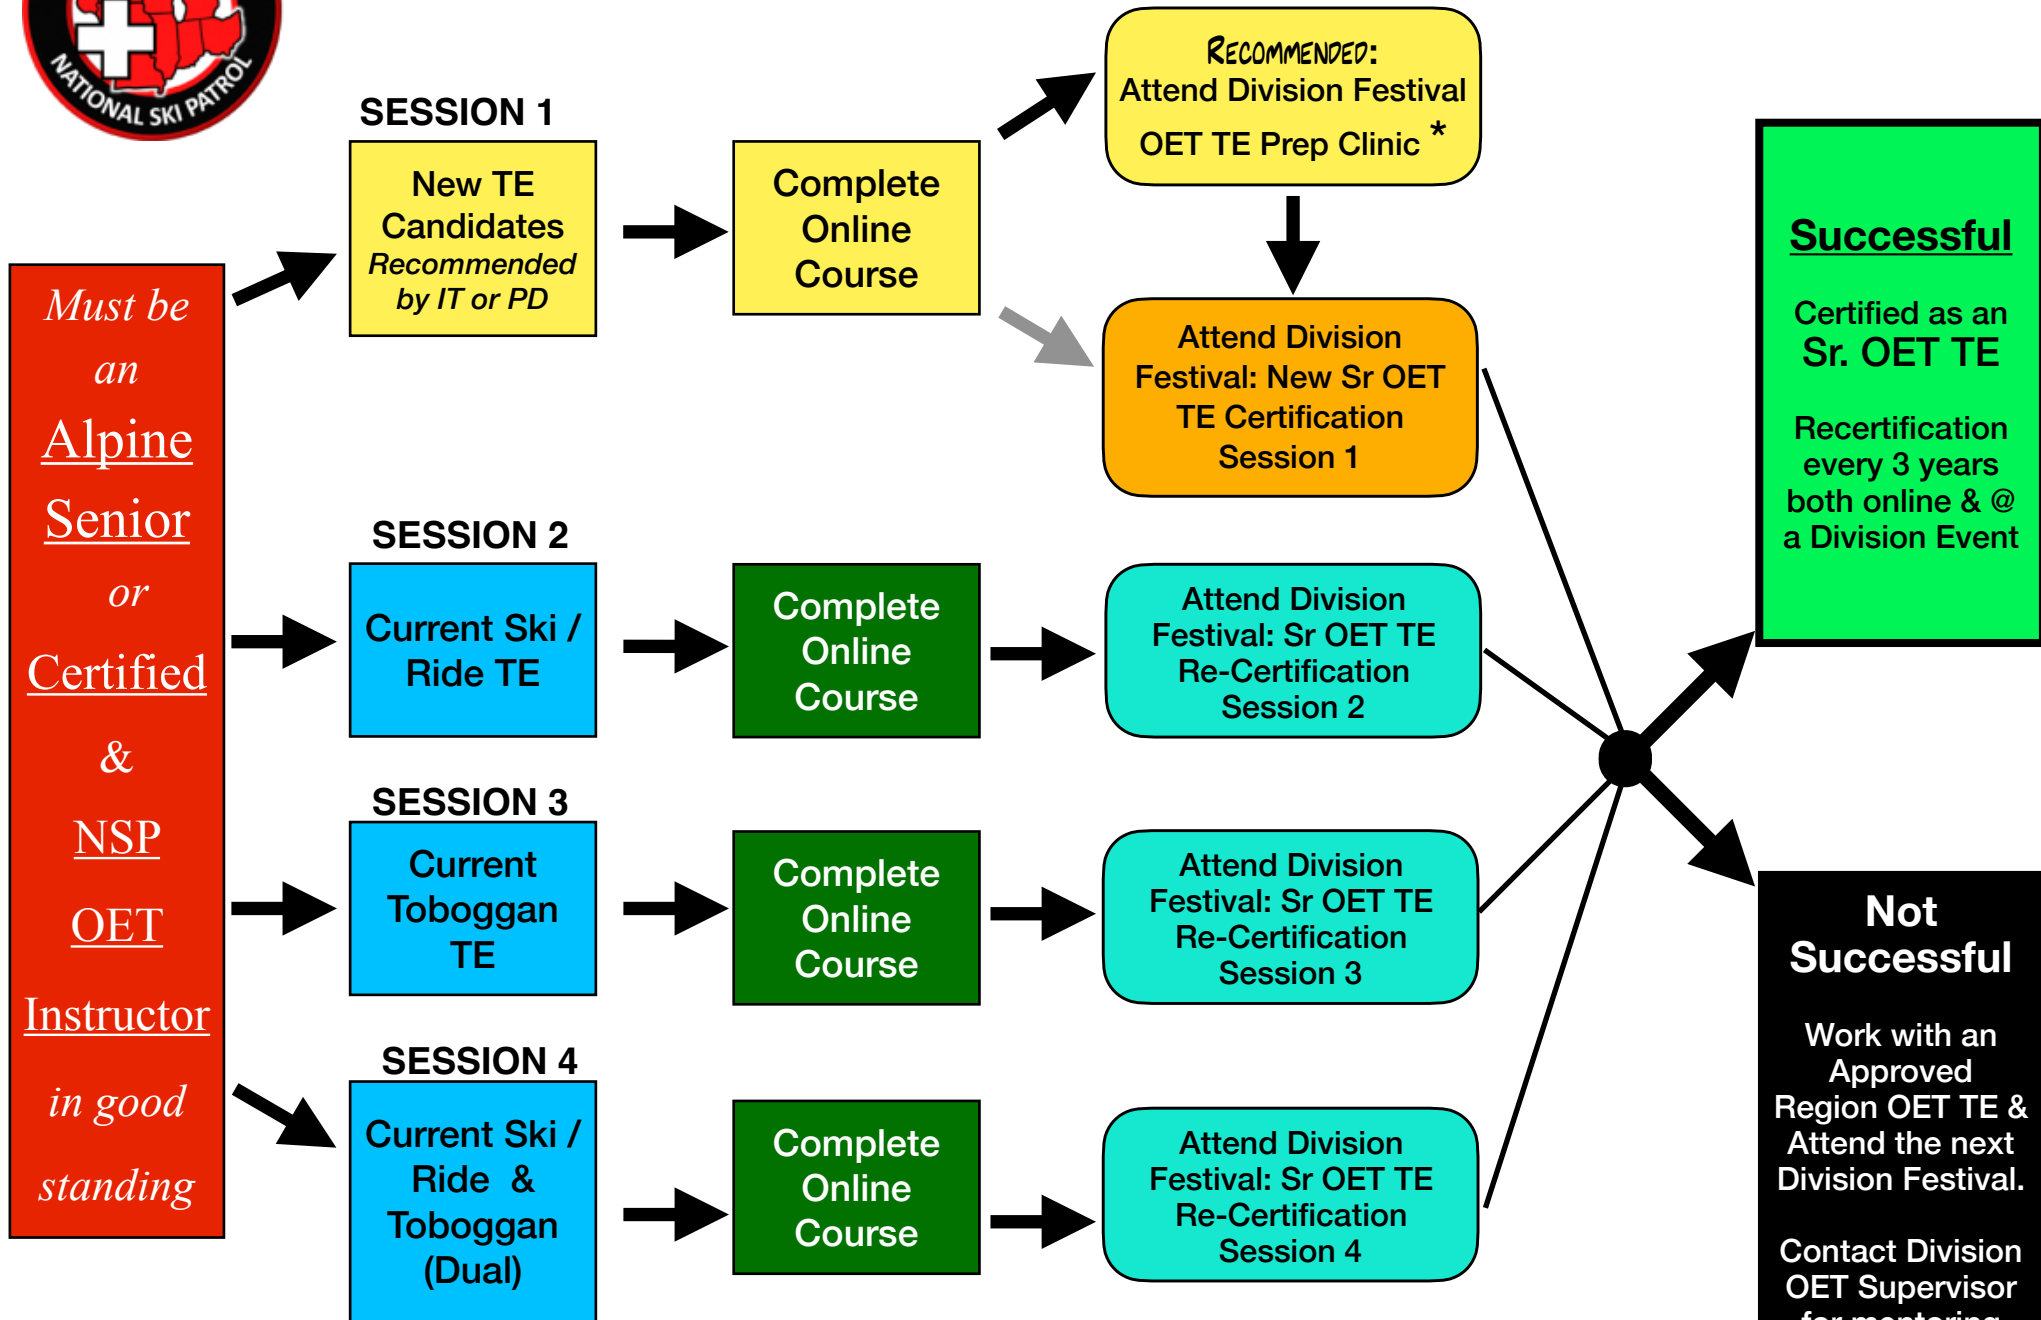 NATIONAL SKI PATROL
Must be
an
Alpine
Senior
or
Certified
&
NSP
OET
Instructor
in good
standing
SESSION 1
New TE
Candidates
Recommended
by IT or PD
Complete
Online
Course
RECOMMENDED:
Attend Division Festival
OET TE Prep Clinic *
Attend Division
Festival: New Sr OET
TE Certification
Session 1
SESSION 2
Current Ski /
Ride TE
Complete
Online
Course
Attend Division
Festival: Sr OET TE
Re-Certification
Session 2
SESSION 3
Current
Toboggan
TE
Complete
Online
Course
Attend Division
Festival: Sr OET TE
Re-Certification
Session 3
SESSION 4
Current Ski /
Ride & 
Toboggan
(Dual)
Complete
Online
Course
Attend Division
Festival: Sr OET TE
Re-Certification
Session 4
Successful
Certified as an
Sr. OET TE
Recertification
every 3 years
both online & @
a Division Event
Not
Successful
Work with an
Approved
Region OET TE &
Attend the next
Division Festival.
Contact Division
OET Supervisor
for mentoring